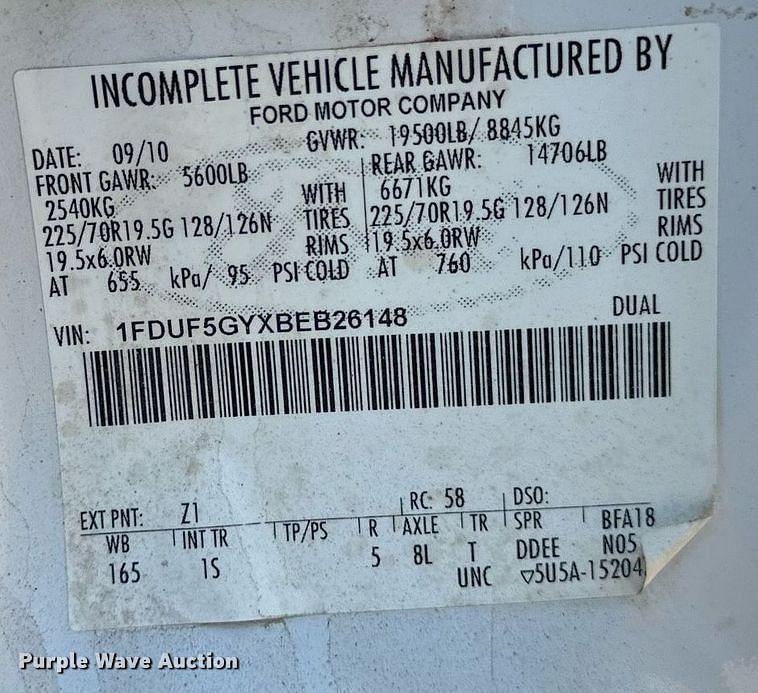 INCOMPLETE VEHICLE MANUFACTURED BY
FORD MOTOR COMPANY
DATE: 09/10 GVWR: 19500LB/ 8845KG
FRONT GAWR: 5600LB REAR GAWR: 14706LB
2540KG WITH 6671KG WITH
225/70R19.5G 128/126N TIRES 225/70R19.5G 128/126N TIRES
19.5x6.0RW RIMS 19.5x6.0RW RIMS
AT 655 kPa/ 95 PSI COLD AT 760 kPa/110 PSI COLD
VIN: 1FDUF5GYXBEB26148 DUAL
EXT PNT: Z1 RC: 58 DSO:
WB INT TR TP/PS R AXLE TR SPR BFA18
165 1S 5 8L T DDEE N05
UNC ▽5U5A-15204
Purple Wave Auction